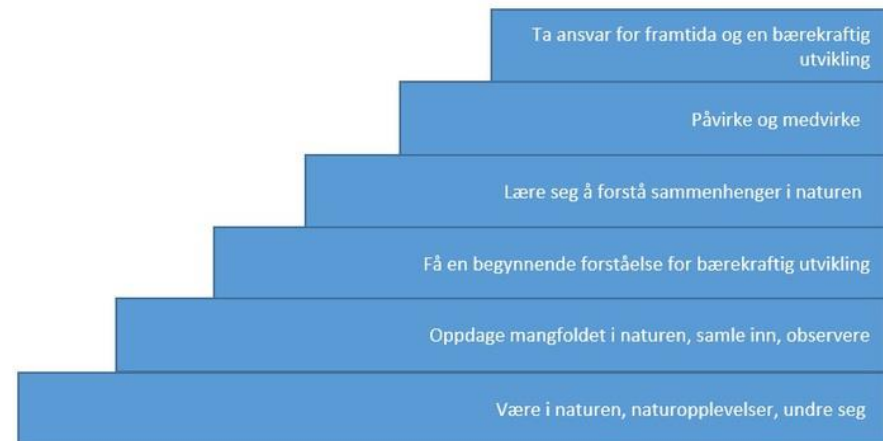 Ta ansvar for framtida og en bærekraftig
utvikling
Påvirke og medvirke
Lære seg å forstå sammenhenger i naturen
Få en begynnende forståelse for bærekraftig utvikling
Oppdage mangfoldet i naturen, samle inn, observere
Være i naturen, naturopplevelser, undre seg